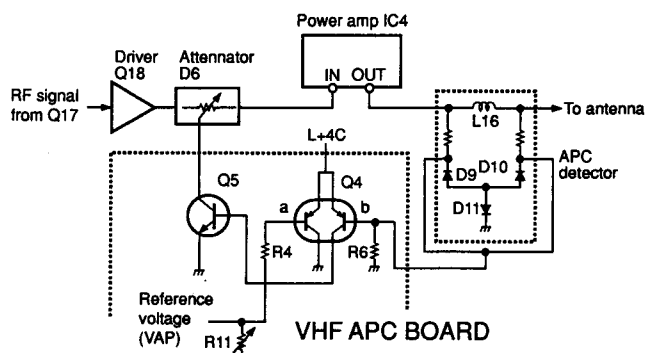 Power amp IC4
Driver
Q18
Attennator
D6
IN OUT
RF signal
from Q17
To antenna
L16
L+4C
APC
detector
D9
D10
D11
Q5
Q4
a
b
R4
R6
Reference
voltage
(VAP)
R11
VHF APC BOARD